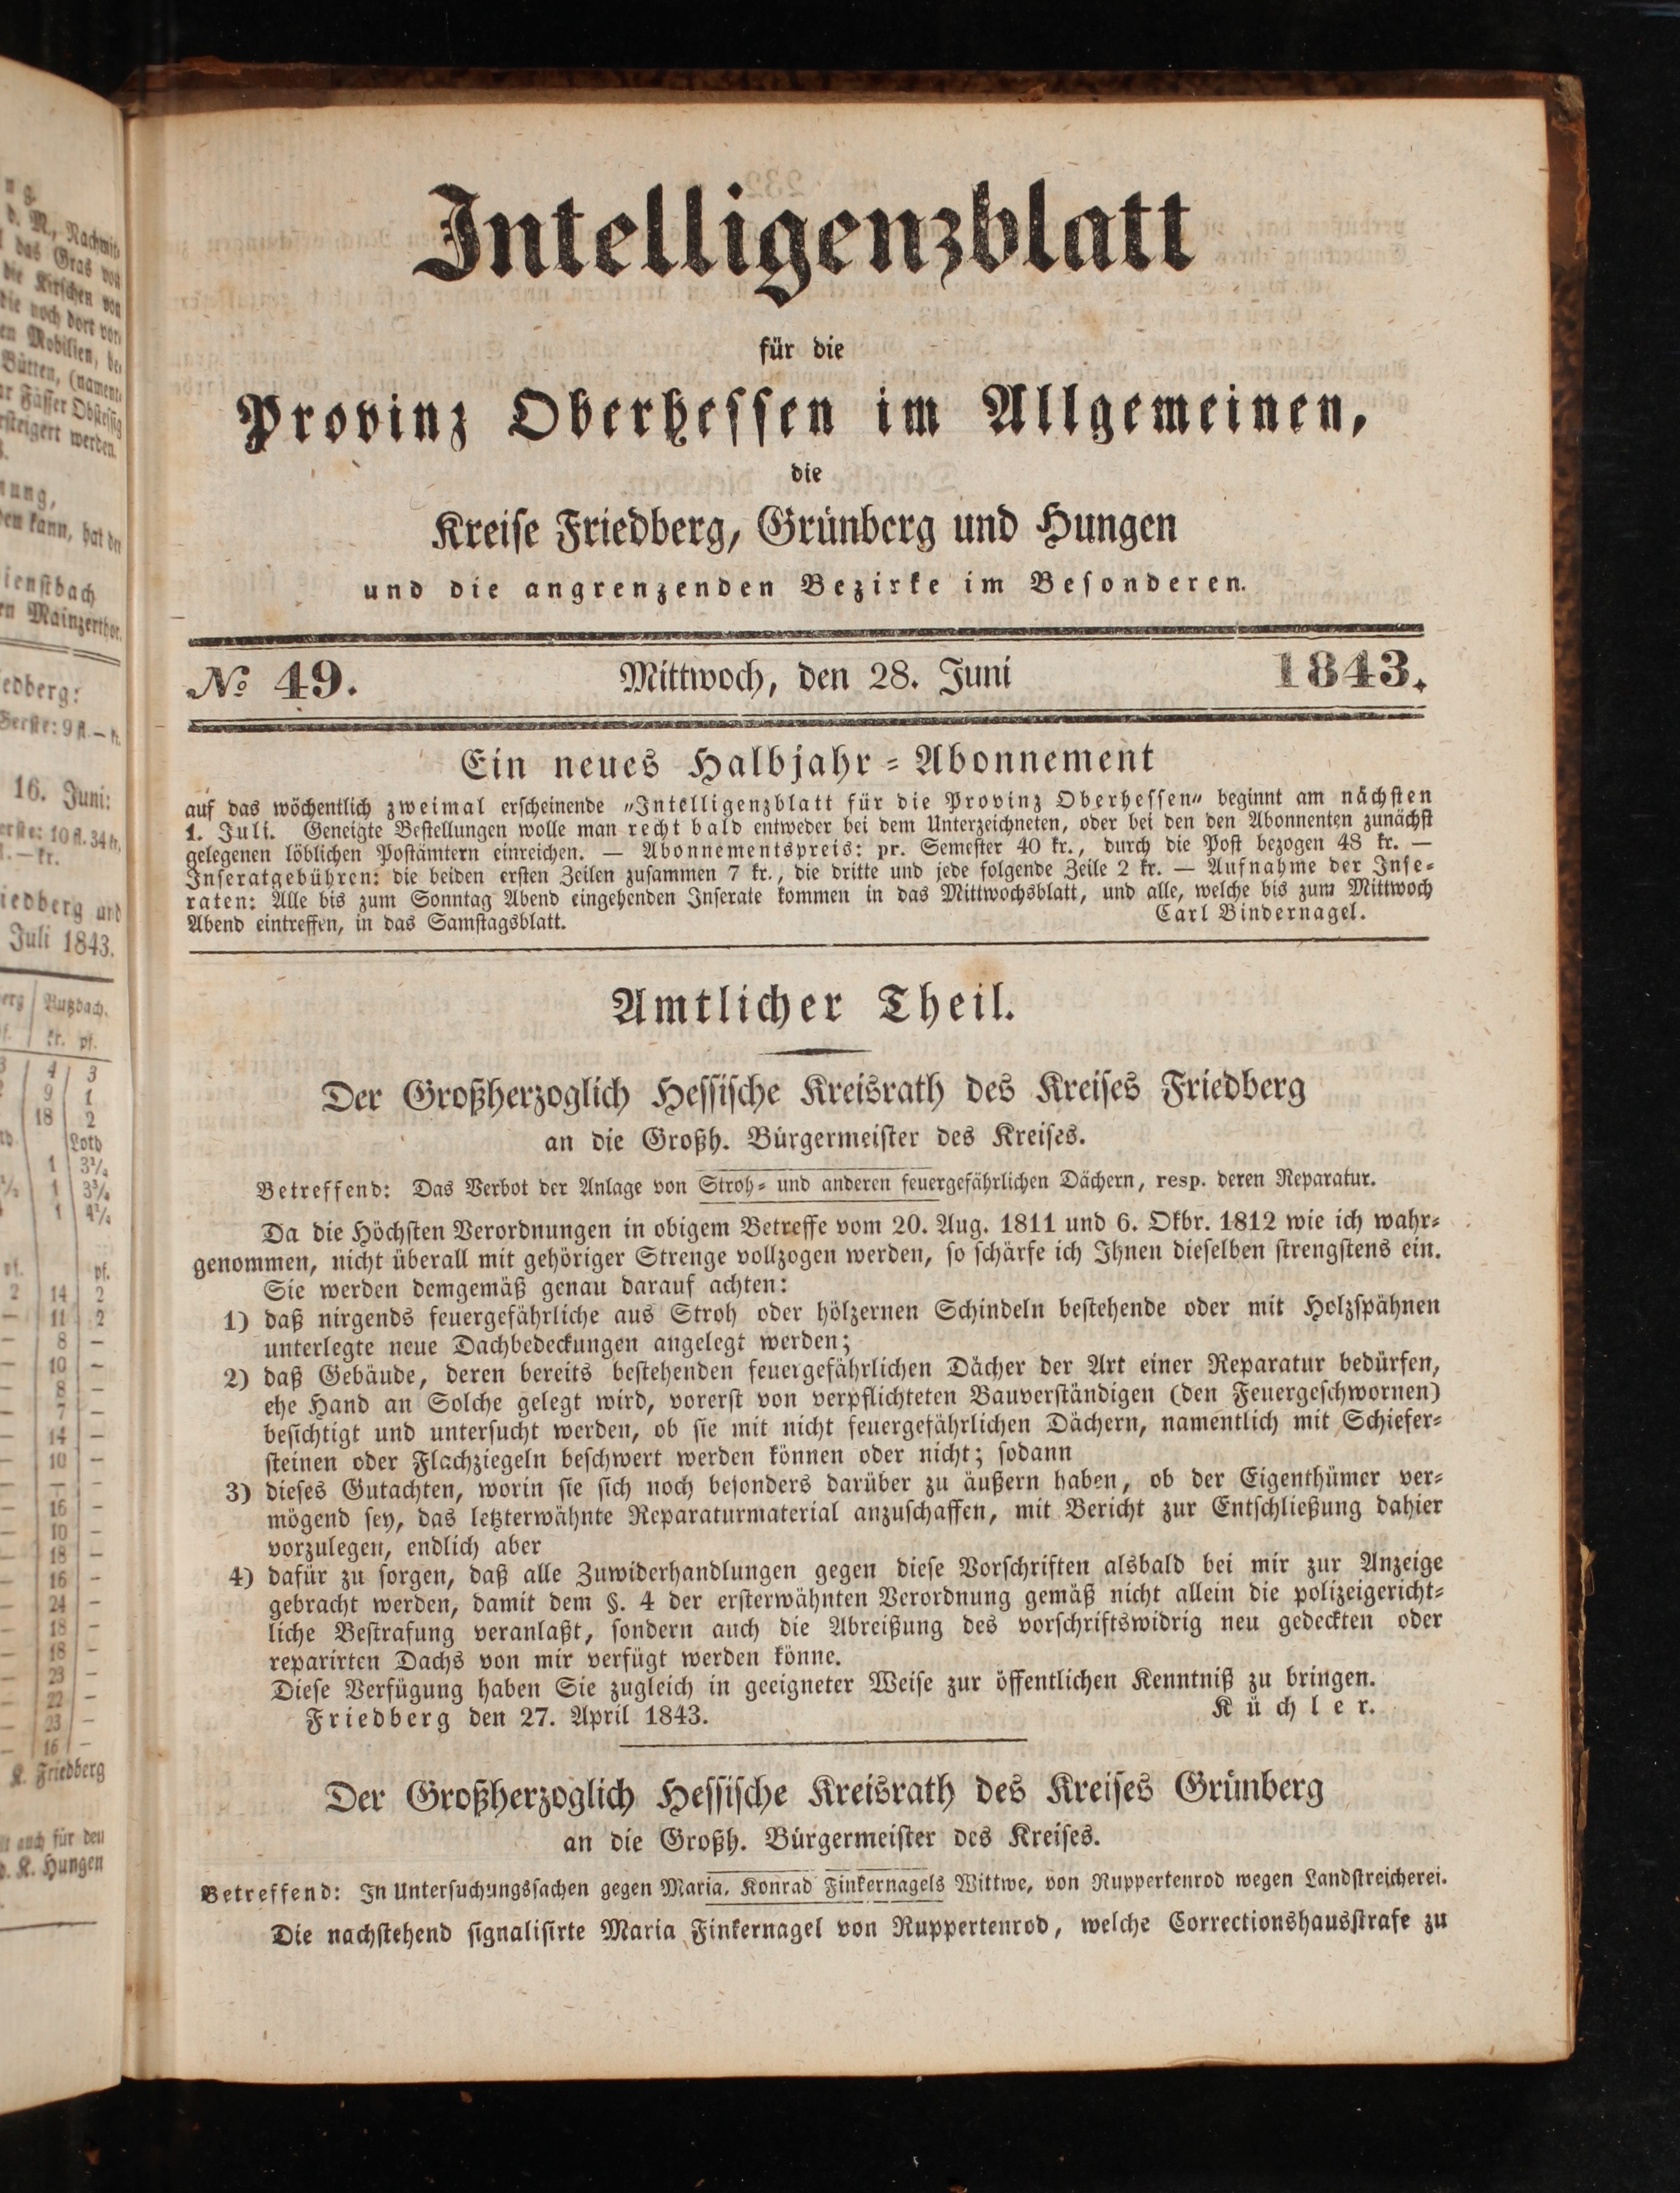 Intelligenzblatt
für die
Provinz Oberhessen im Allgemeinen,
die
Kreise Friedberg, Grünberg und Hungen
und die angrenzenden Bezirke im Besonderen.
№ 49. Mittwoch, den 28. Juni 1843.
Ein neues Halbjahr-Abonnement
auf das wöchentlich zweimal erscheinende „Intelligenzblatt für die Provinz Oberhessen“ beginnt am nächsten
1. Juli. Geneigte Bestellungen wolle man recht bald entweder bei dem Unterzeichneten, oder bei den den Abonnenten zunächst
gelegenen löblichen Postämtern einreichen. — Abonnementspreis: pr. Semester 40 kr., durch die Post bezogen 48 kr. —
Inseratgebühren: die beiden ersten Zeilen zusammen 7 kr., die dritte und jede folgende Zeile 2 kr. — Aufnahme der Inse-
raten: Alle bis zum Sonntag Abend eingehenden Inserate kommen in das Mittwochsblatt, und alle, welche bis zum Mittwoch
Abend eintreffen, in das Samstagsblatt. Carl Bindernagel.
Amtlicher Theil.
Der Großherzoglich Hessische Kreisrath des Kreises Friedberg
an die Großh. Bürgermeister des Kreises.
Betreffend: Das Verbot der Anlage von Stroh- und anderen feuergefährlichen Dächern, resp. deren Reparatur.
Da die Höchsten Verordnungen in obigem Betreffe vom 20. Aug. 1811 und 6. Oktbr. 1812 wie ich wahr-
genommen, nicht überall mit gehöriger Strenge vollzogen werden, so schärfe ich Ihnen dieselben strengstens ein.
Sie werden demgemäß genau darauf achten:
1) daß nirgends feuergefährliche aus Stroh oder hölzernen Schindeln bestehende oder mit Holzspähnen
unterlegte neue Dachbedeckungen angelegt werden;
2) daß Gebäude, deren bereits bestehenden feuergefährlichen Dächer der Art einer Reparatur bedürfen,
ehe Hand an Solche gelegt wird, vorerst von verpflichteten Bauverständigen (den Feuergeschwornen)
besichtigt und untersucht werden, ob sie mit nicht feuergefährlichen Dächern, namentlich mit Schiefer-
steinen oder Flachziegeln beschwert werden können oder nicht; sodann
3) dieses Gutachten, worin sie sich noch besonders darüber zu äußern haben, ob der Eigenthümer ver-
mögend sey, das letzterwähnte Reparaturmaterial anzuschaffen, mit Bericht zur Entschließung dahier
vorzulegen, endlich aber
4) dafür zu sorgen, daß alle Zuwiderhandlungen gegen diese Vorschriften alsbald bei mir zur Anzeige
gebracht werden, damit dem §. 4 der ersterwähnten Verordnung gemäß nicht allein die polizeigericht-
liche Bestrafung veranlaßt, sondern auch die Abreißung des vorschriftswidrig neu gedeckten oder
reparirten Dachs von mir verfügt werden könne.
Diese Verfügung haben Sie zugleich in geeigneter Weise zur öffentlichen Kenntniß zu bringen.
Friedberg den 27. April 1843. Küchler.
Der Großherzoglich Hessische Kreisrath des Kreises Grünberg
an die Großh. Bürgermeister des Kreises.
Betreffend: In Untersuchungssachen gegen Maria, Konrad Finkernagels Wittwe, von Ruppertenrod wegen Landstreicherei.
Die nachstehend signalisirte Maria Finkernagel von Ruppertenrod, welche Correctionshausstrafe zu